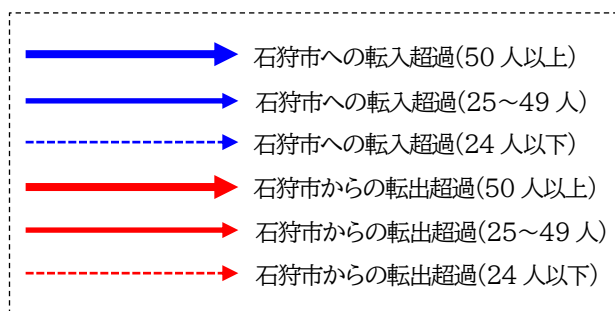 石狩市への転入超過(50 人以上)
石狩市への転入超過(25～49 人)
石狩市への転入超過(24 人以下)
石狩市からの転出超過(50 人以上)
石狩市からの転出超過(25～49 人)
石狩市からの転出超過(24 人以下)